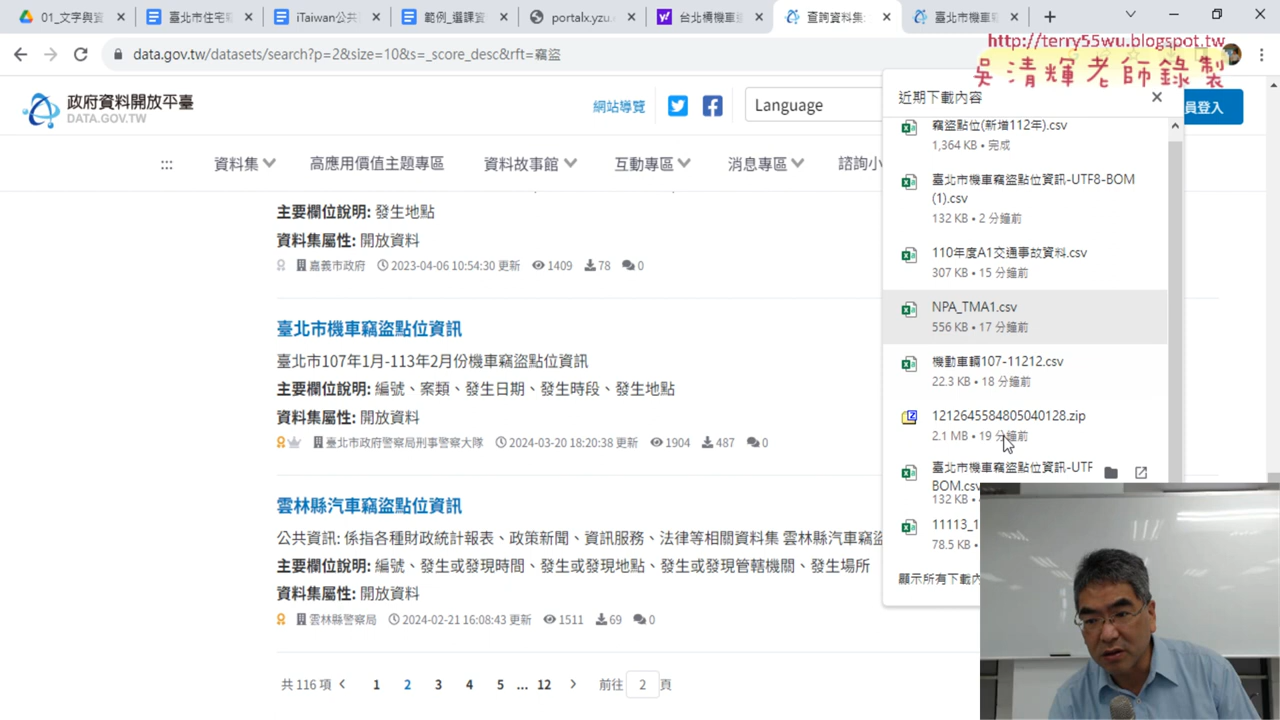 01_文字與資
臺北市住宅竊
iTaiwan公共
範例_選課資
portalx.yzu.c
台北橋機車
查詢資料集
臺北市機車竊
data.gov.tw/datasets/search?p=2&size=10&s=_score_desc&rft=竊盜
http://terry55wu.blogspot.tw
吳清輝老師錄製
政府資料開放平臺
DATA.GOV.TW
網站導覽
Language
員登入
:::
資料集
高應用價值主題專區
資料故事館
互動專區
消息專區
諮詢小
主要欄位說明: 發生地點
資料集屬性: 開放資料
嘉義市政府 2023-04-06 10:54:30 更新 1409 78 0
臺北市機車竊盜點位資訊
臺北市107年1月-113年2月份機車竊盜點位資訊
主要欄位說明: 編號、案類、發生日期、發生時段、發生地點
資料集屬性: 開放資料
臺北市政府警察局刑事警察大隊 2024-03-20 18:20:38 更新 1904 487 0
雲林縣汽車竊盜點位資訊
公共資訊: 係指各種財政統計報表、政策新聞、資訊服務、法律等相關資料集 雲林縣汽車竊盜
主要欄位說明: 編號、發生或發現時間、發生或發現地點、發生或發現管轄機關、發生場所
資料集屬性: 開放資料
雲林縣警察局 2024-02-21 16:08:43 更新 1511 69 0
共 116 項 1 2 3 4 5 ... 12 前往 2 頁
近期下載內容
竊盜點位(新增112年).csv
1,364 KB • 完成
臺北市機車竊盜點位資訊-UTF8-BOM
(1).csv
132 KB • 2 分鐘前
110年度A1交通事故資料.csv
307 KB • 15 分鐘前
NPA_TMA1.csv
556 KB • 17 分鐘前
機動車輛107-11212.csv
22.3 KB • 18 分鐘前
1212645584805040128.zip
2.1 MB • 19 分鐘前
臺北市機車竊盜點位資訊-UTF
BOM.csv
132 KB •
11113_1
78.5 KB •
顯示所有下載內